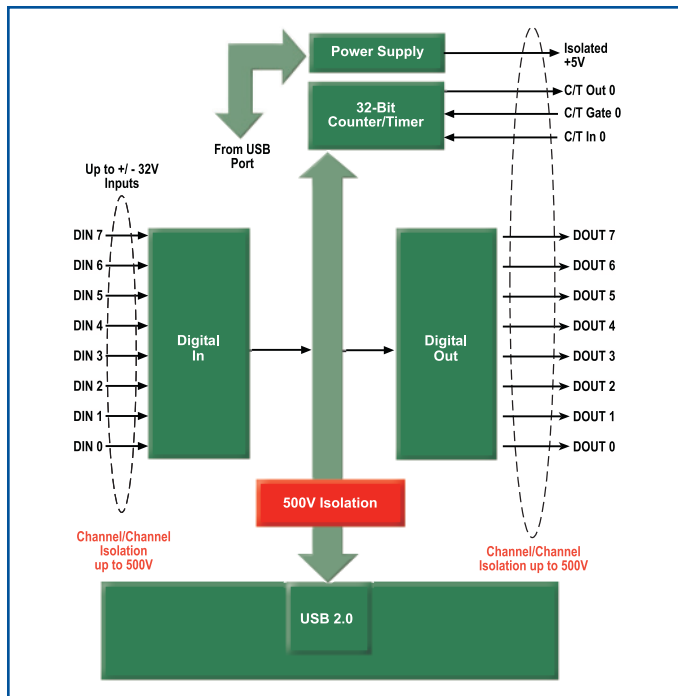 Power Supply
Isolated
+5V
32-Bit
Counter/Timer
C/T Out 0
C/T Gate 0
C/T In 0
From USB
Port
Up to +/ - 32V
Inputs
DIN 7
DIN 6
DIN 5
DIN 4
DIN 3
DIN 2
DIN 1
DIN 0
Digital
In
Digital
Out
DOUT 7
DOUT 6
DOUT 5
DOUT 4
DOUT 3
DOUT 2
DOUT 1
DOUT 0
500V Isolation
Channel/Channel
Isolation
up to 500V
Channel/Channel
Isolation up to 500V
USB 2.0